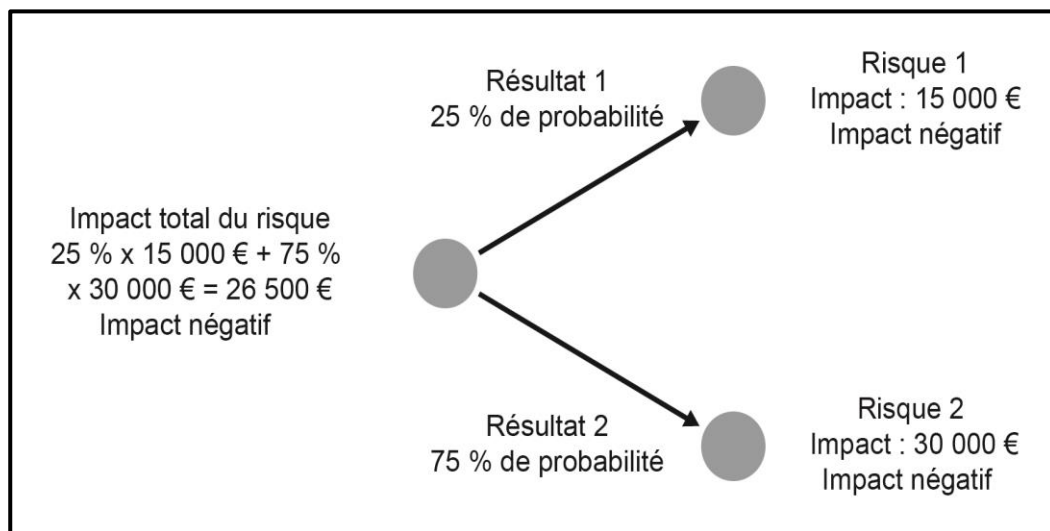 Résultat 1
25 % de probabilité
Risque 1
Impact : 15 000 €
Impact négatif
Impact total du risque
25 % x 15 000 € + 75 %
x 30 000 € = 26 500 €
Impact négatif
Résultat 2
75 % de probabilité
Risque 2
Impact : 30 000 €
Impact négatif